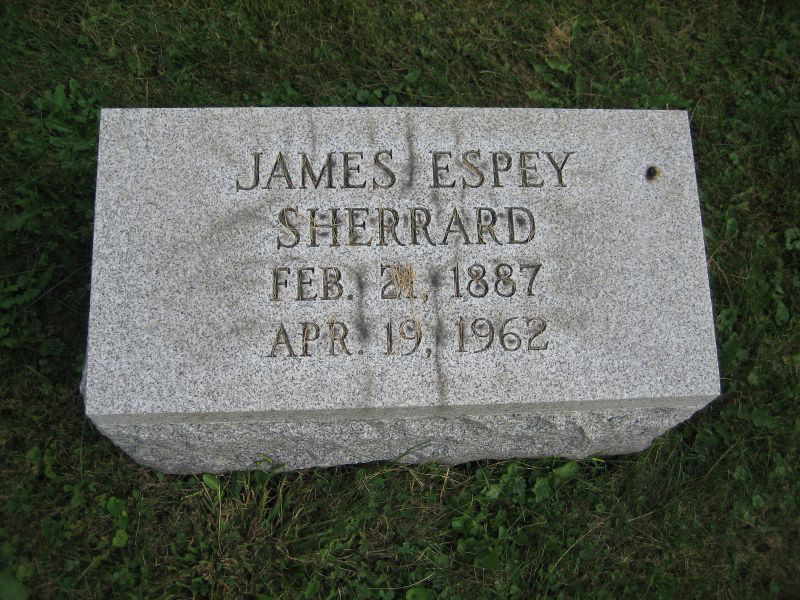 JAMES ESPEY
SHERRARD
FEB. 21, 1887
APR. 19, 1962